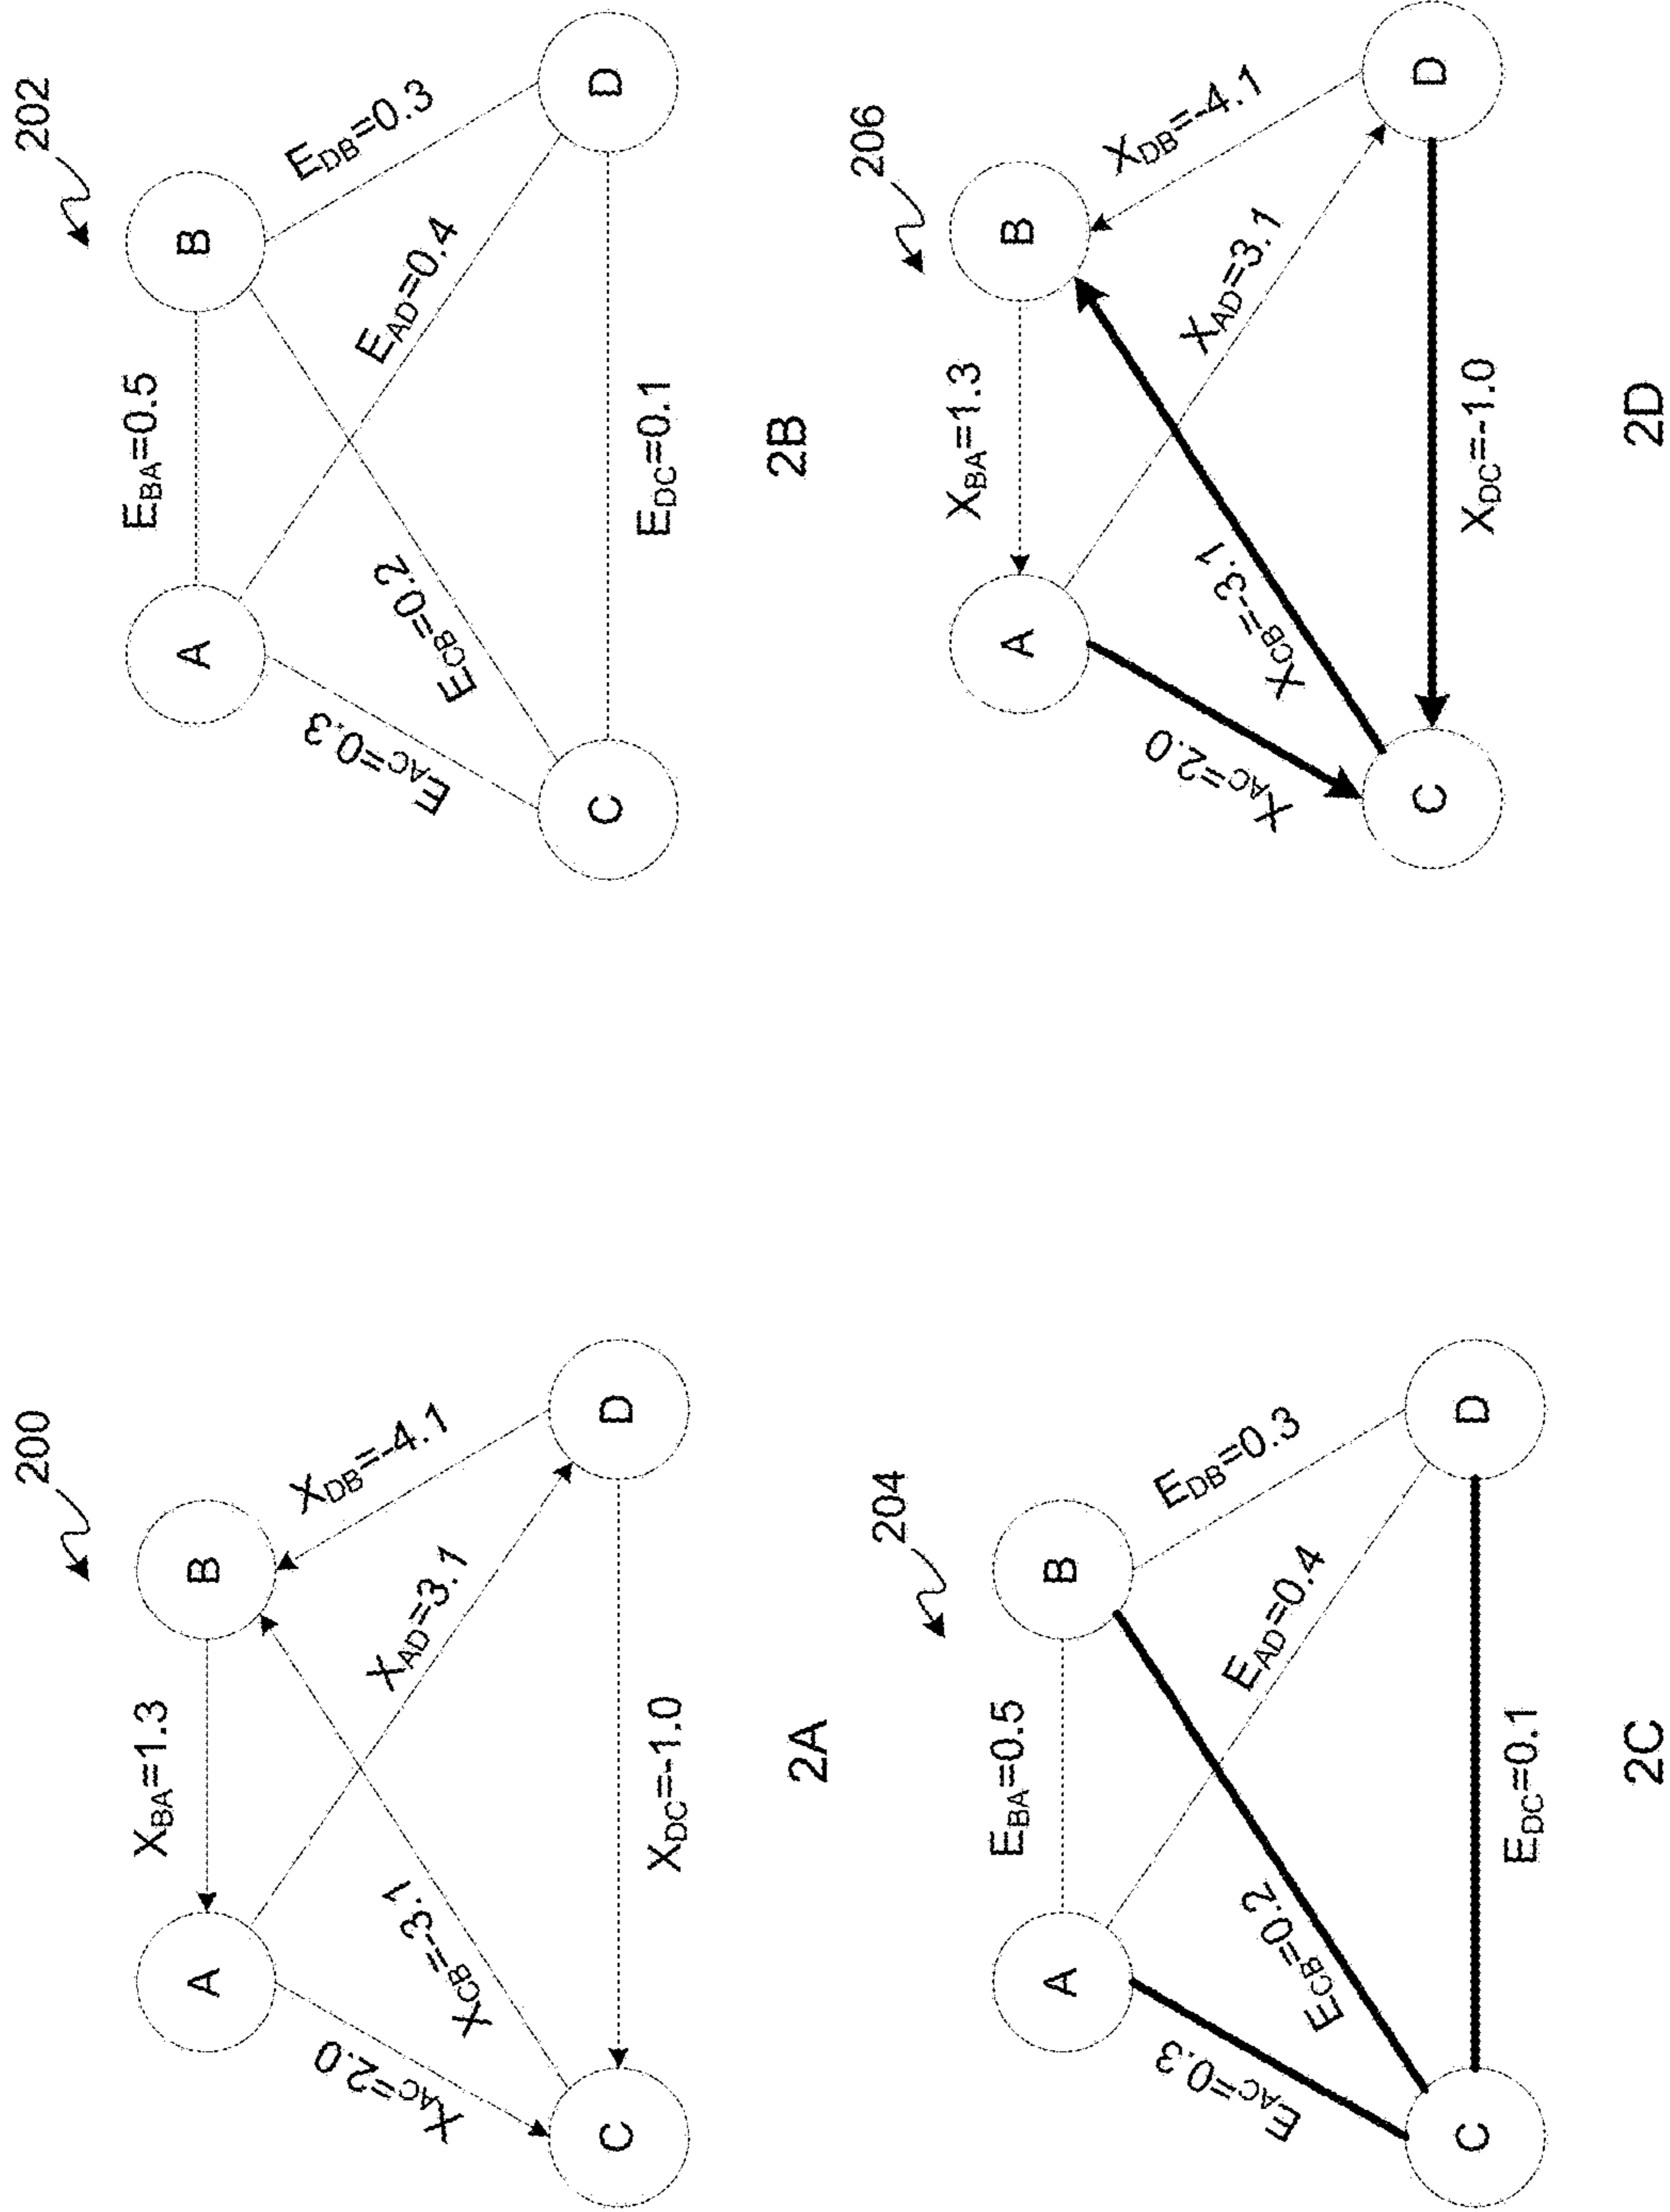 200
A
B
C
D
X_BA=1.3
X_DB=-4.1
X_AD=3.1
X_AC=2.0
X_CB=-3.1
X_DC=-1.0
2A
202
A
B
C
D
E_BA=0.5
E_DB=0.3
E_AD=0.4
E_AC=0.3
E_CB=0.2
E_DC=0.1
2B
204
A
B
C
D
E_BA=0.5
E_DB=0.3
E_AD=0.4
E_AC=0.3
E_CB=0.2
E_DC=0.1
2C
206
A
B
C
D
X_BA=1.3
X_DB=-4.1
X_AD=3.1
X_AC=2.0
X_CB=-3.1
X_DC=-1.0
2D